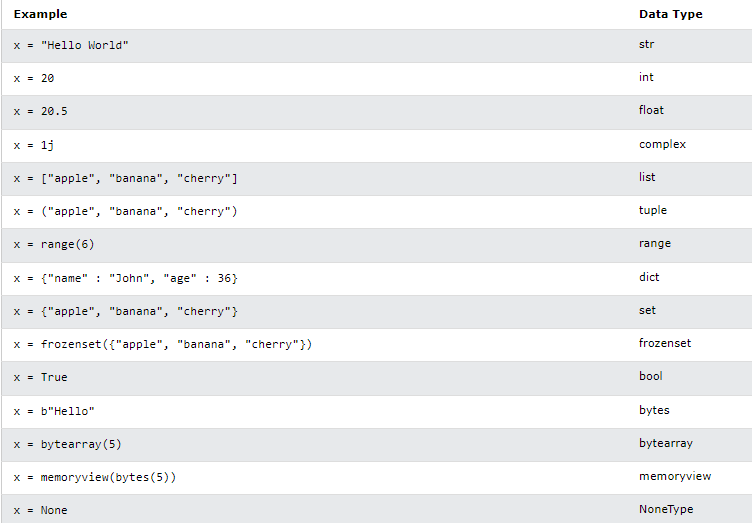 Example Data Type
x = "Hello World" str
x = 20 int
x = 20.5 float
x = 1j complex
x = ["apple", "banana", "cherry"] list
x = ("apple", "banana", "cherry") tuple
x = range(6) range
x = {"name" : "John", "age" : 36} dict
x = {"apple", "banana", "cherry"} set
x = frozenset({"apple", "banana", "cherry"}) frozenset
x = True bool
x = b"Hello" bytes
x = bytearray(5) bytearray
x = memoryview(bytes(5)) memoryview
x = None NoneType